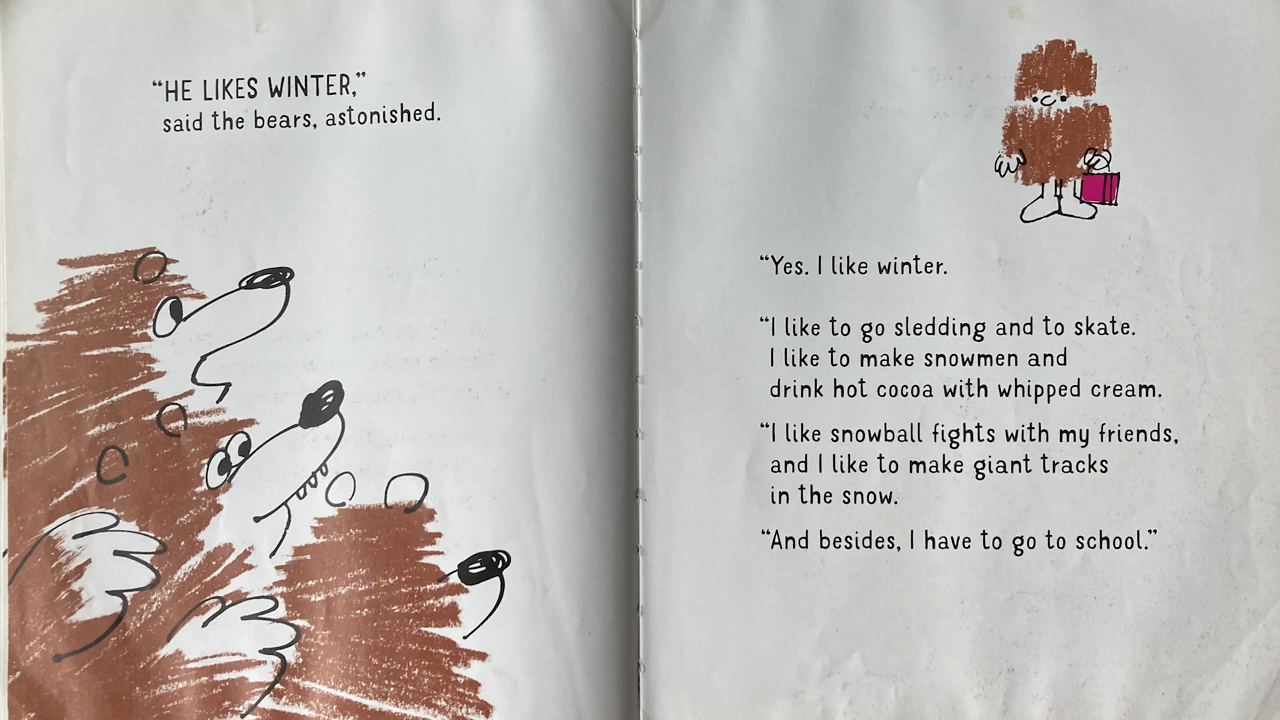 “HE LIKES WINTER,”
said the bears, astonished.
“Yes. I like winter.
“I like to go sledding and to skate.
I like to make snowmen and
drink hot cocoa with whipped cream.
“I like snowball fights with my friends,
and I like to make giant tracks
in the snow.
“And besides, I have to go to school.”